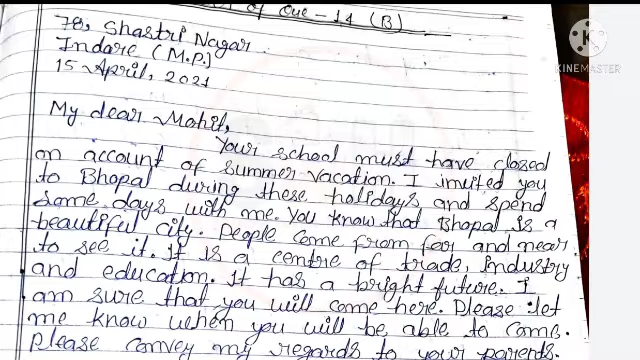 of Que-14 (B)
78, Shastri Nagar
Indore (M.P.)
15 April, 2021
KINEMASTER
My dear Mohit,
Your school must have closed
on account of summer vacation. I invited you
to Bhopal during these holidays and spend
some days with me. You know that Bhopal is a
beautiful city. People come from fear and near
to see it. It is a centre of trade, Industry
and education. It has a bright future. I
am sure that you will come here. Please let
me know when you will be able to come.
Please convey my regards to your parents.